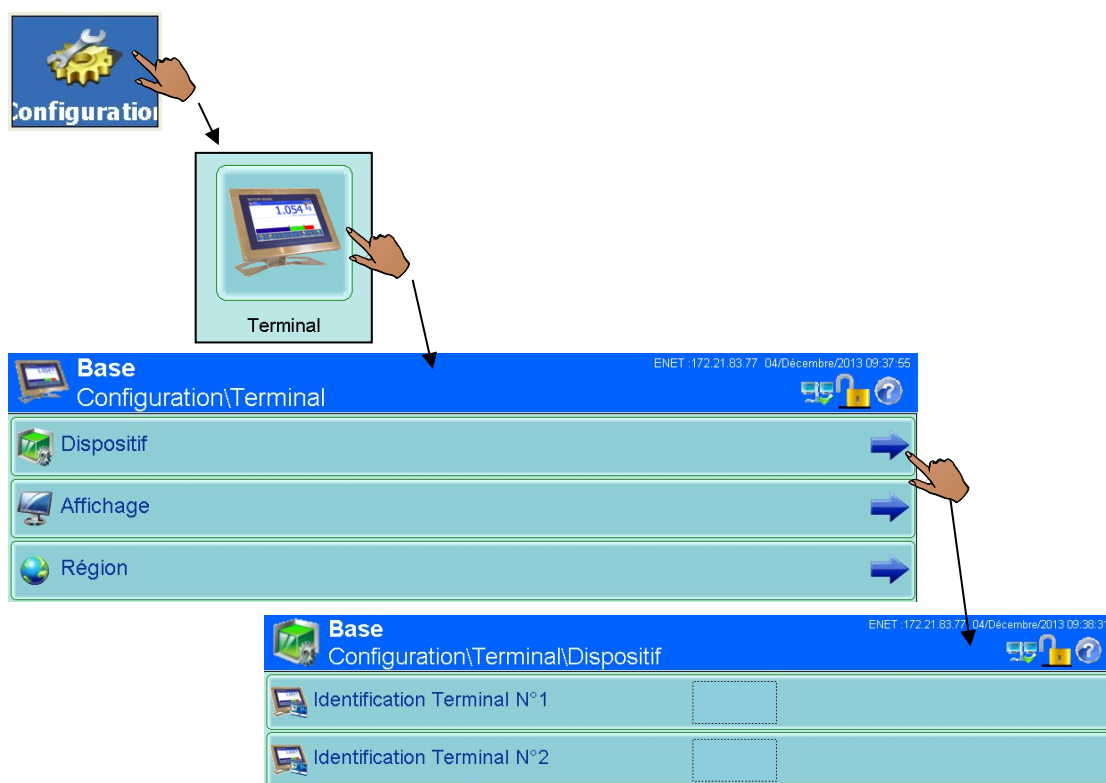 Configuration
1.054
Terminal
Base
ENET :172.21.83.77 04/Décembre/2013 09:37:55
Configuration\Terminal
Dispositif
Affichage
Région
Base
ENET :172.21.83.77 04/Décembre/2013 09:38:31
Configuration\Terminal\Dispositif
Identification Terminal N°1
Identification Terminal N°2